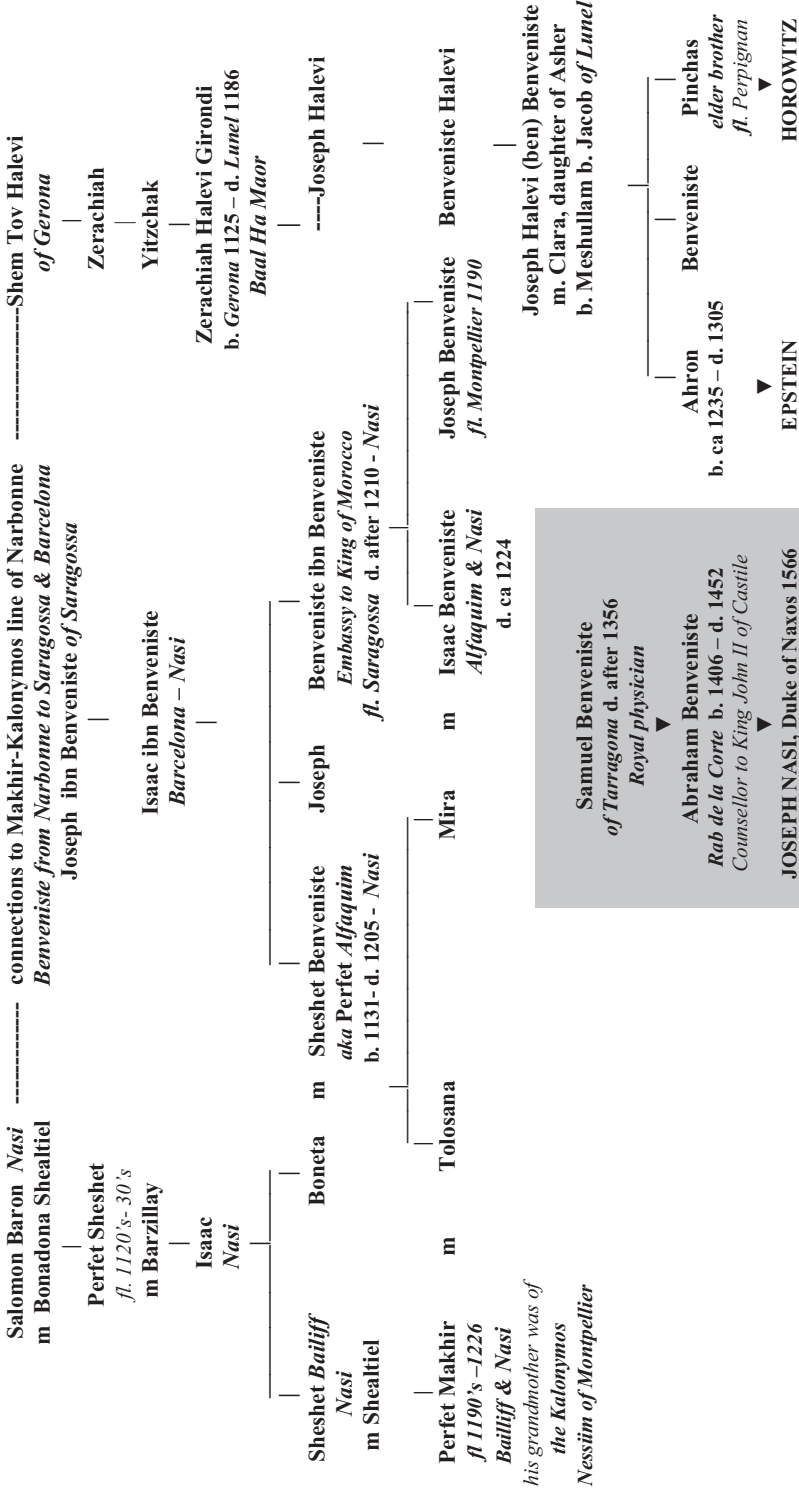 Salomon Baron Nasi ------------- connections to Makhir-Kalonymos line of Narbonne ------------------Shem Tov Halevi
m Bonadona Shealtiel
Benveniste from Narbonne to Saragossa & Barcelona
of Gerona
Joseph ibn Benveniste of Saragossa
Perfet Sheshet
fl. 1120's- 30's
m Barzillay
Zerachiah
Yitzchak
Isaac
Nasi
Isaac ibn Benveniste
Barcelona – Nasi
Zerachiah Halevi Girondi
b. Gerona 1125 – d. Lunel 1186
Baal Ha Maor
Sheshet Bailiff
Nasi
m Shealtiel
Boneta
m
Sheshet Benveniste
aka Perfet Alfaquim
b. 1131- d. 1205 - Nasi
Joseph
Benveniste ibn Benveniste
Embassy to King of Morocco
fl. Saragossa d. after 1210 - Nasi
----Joseph Halevi
Perfet Makhir
fl 1190's –1226
Bailliff & Nasi
his grandmother was of
the Kalonymos
Nessiim of Montpellier
m
Tolosana
Mira
m
Isaac Benveniste
Alfaquim & Nasi
d. ca 1224
Joseph Benveniste
fl. Montpellier 1190
Benveniste Halevi
Joseph Halevi (ben) Benveniste
m. Clara, daughter of Asher
b. Meshullam b. Jacob of Lunel
Samuel Benveniste
of Tarragona d. after 1356
Royal physician
Abraham Benveniste
Rab de la Corte b. 1406 – d. 1452
Counsellor to King John II of Castile
JOSEPH NASI, Duke of Naxos 1566
Ahron
b. ca 1235 – d. 1305
EPSTEIN
Benveniste
Pinchas
elder brother
fl. Perpignan
HOROWITZ